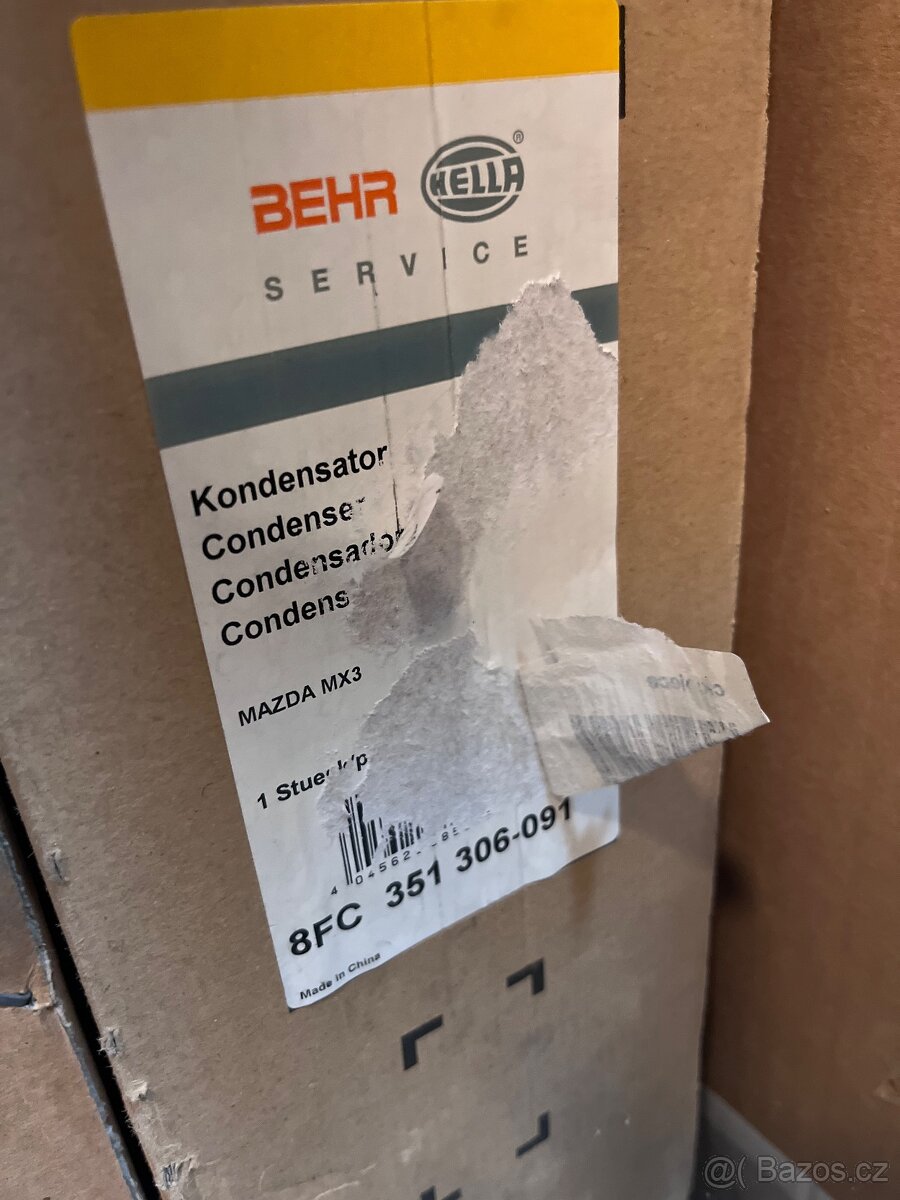 BEHR HELLA®
SERVICE
Kondensator
Condenser
Condensador
Condens
MAZDA MX3
1 Stue
8FC 351 306-091
Made in China
@( Bazos.cz